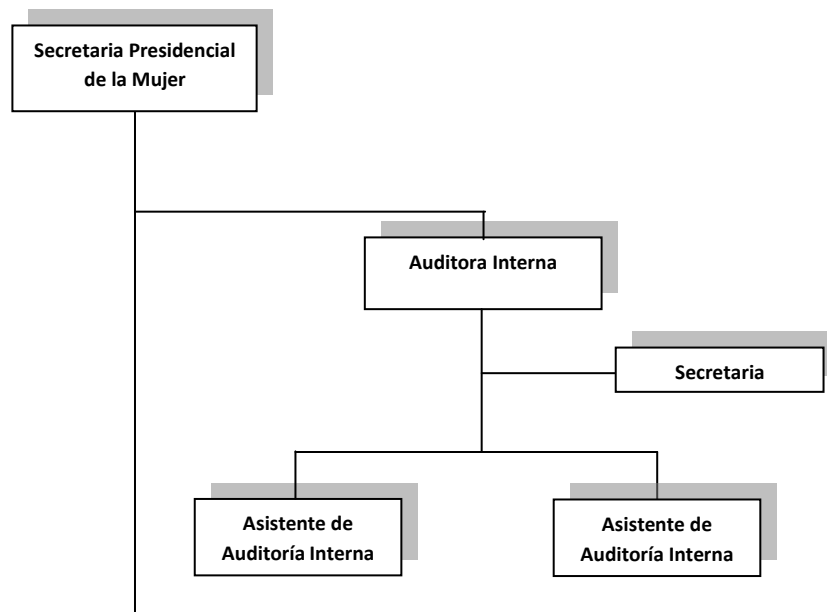 Secretaria Presidencial
de la Mujer
Auditora Interna
Secretaria
Asistente de
Auditoría Interna
Asistente de
Auditoría Interna